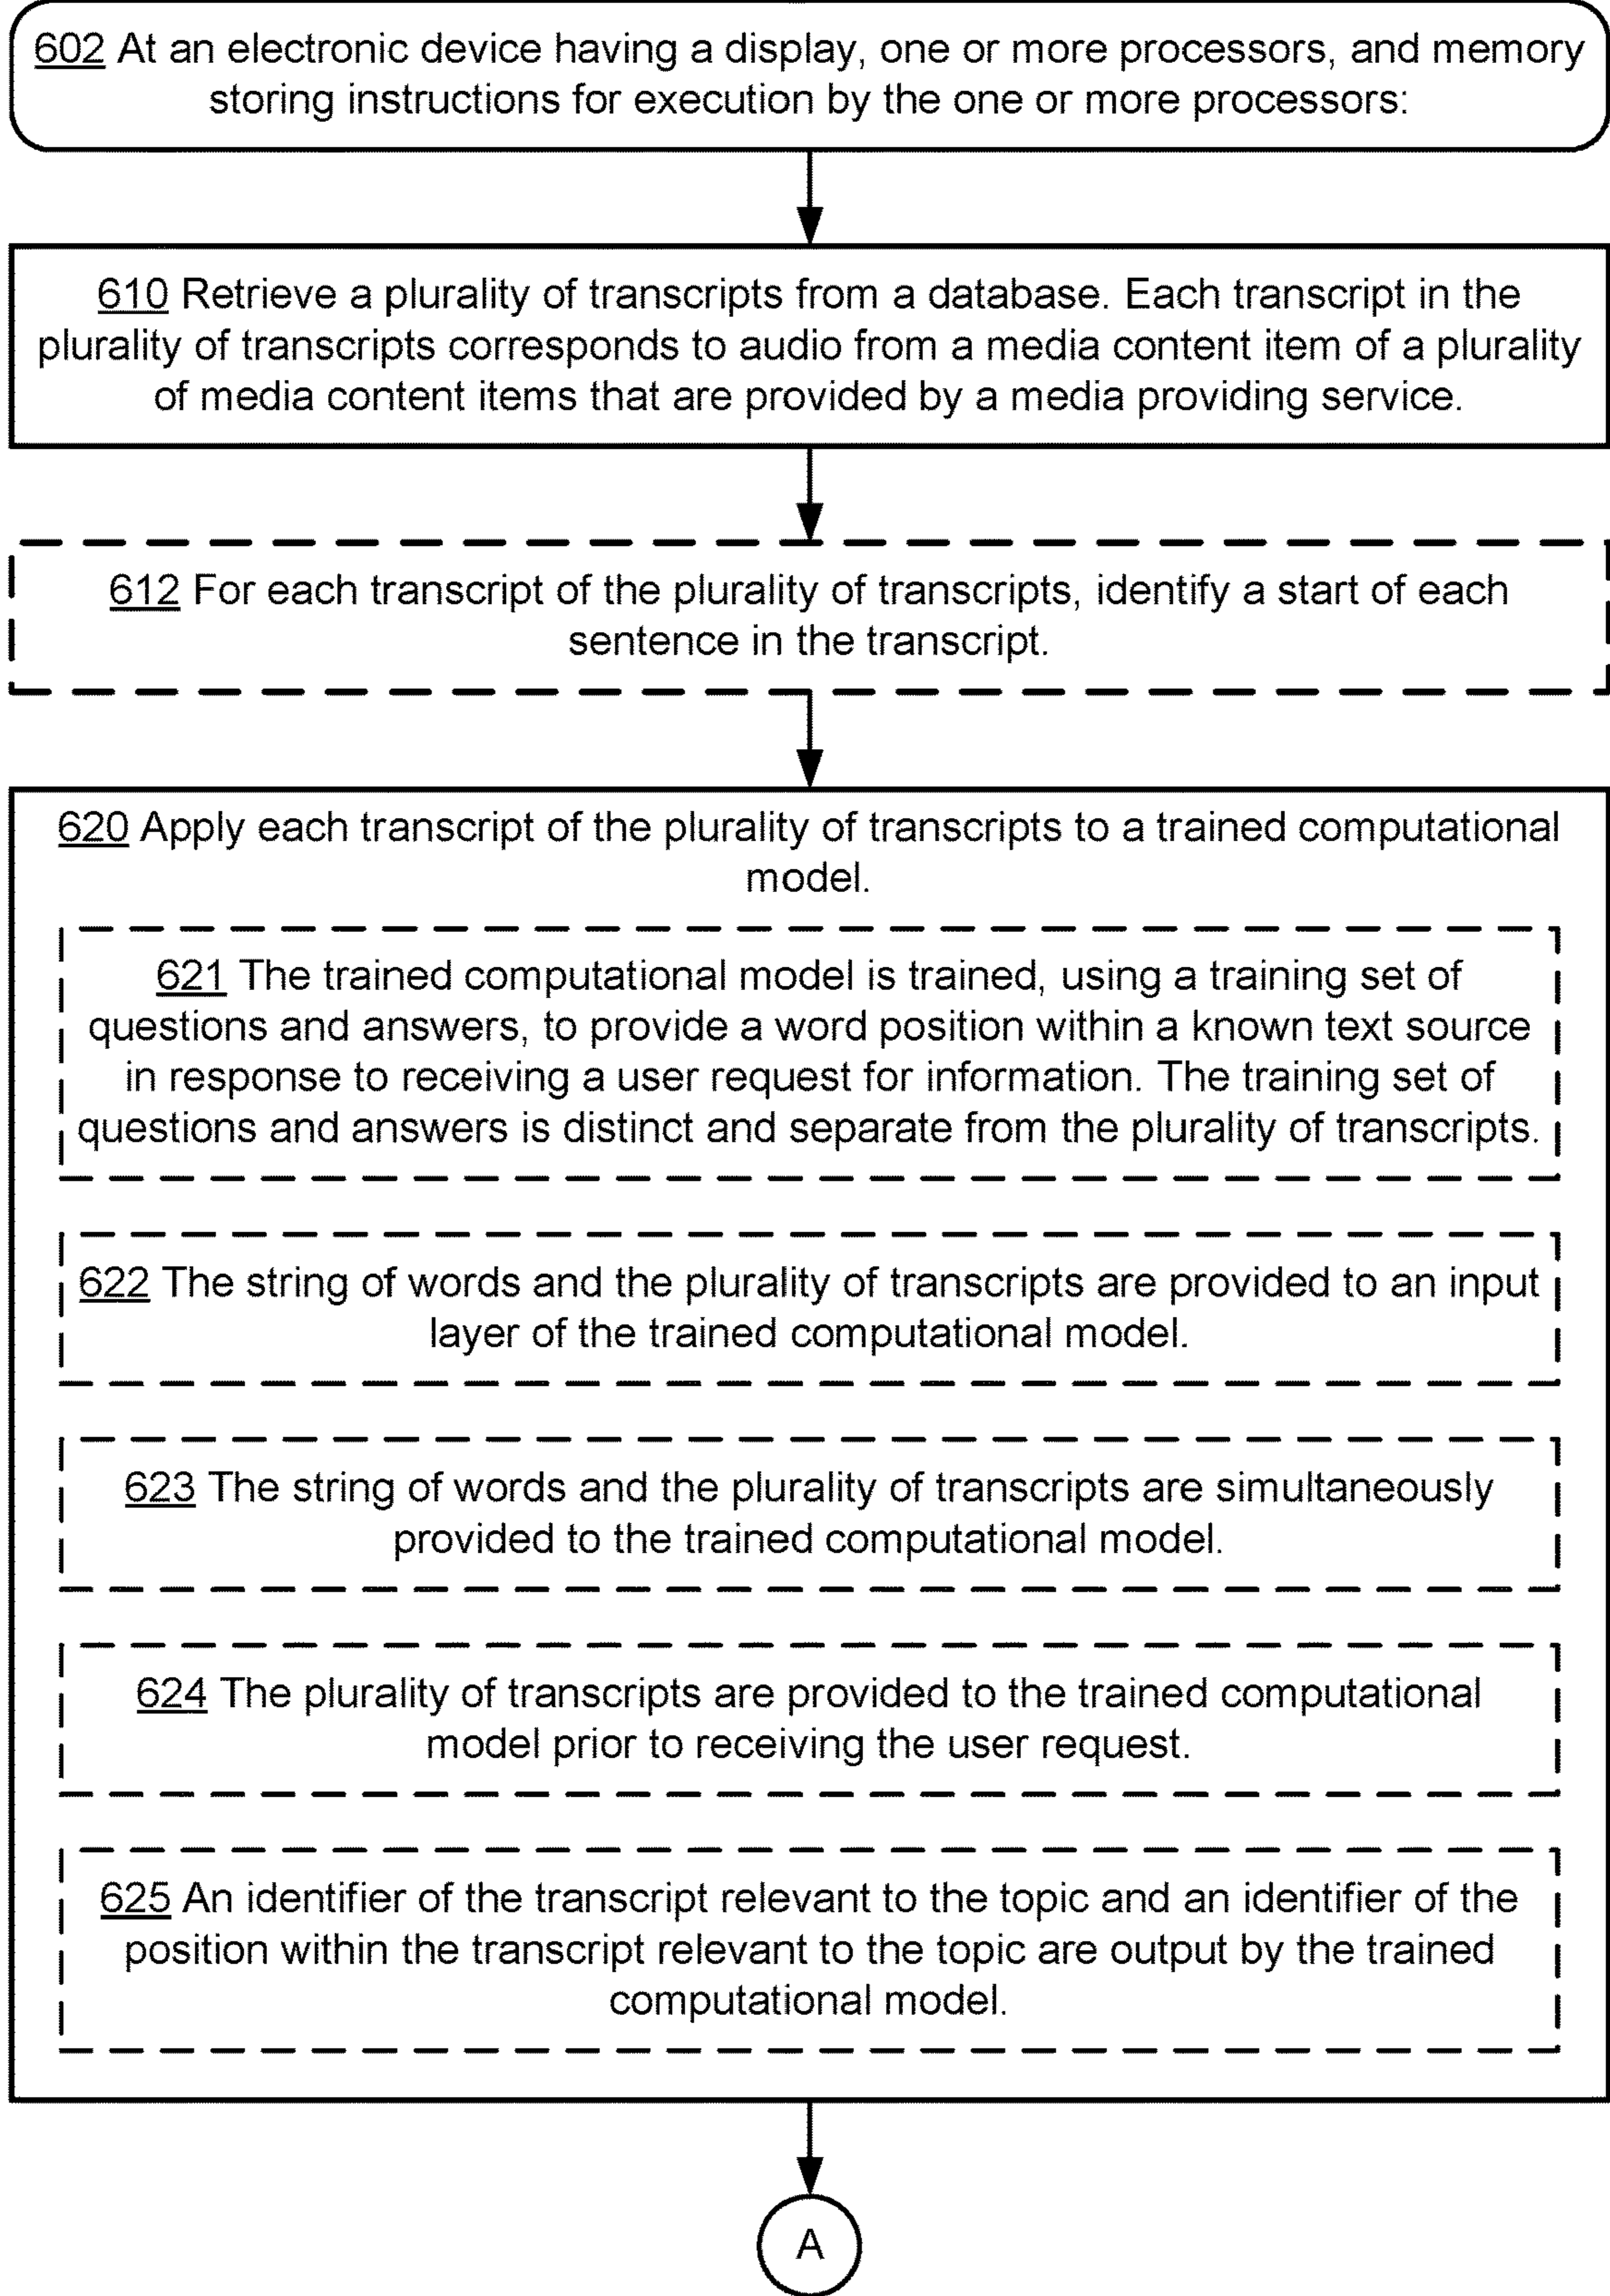 602 At an electronic device having a display, one or more processors, and memory
storing instructions for execution by the one or more processors:
610 Retrieve a plurality of transcripts from a database. Each transcript in the
plurality of transcripts corresponds to audio from a media content item of a plurality
of media content items that are provided by a media providing service.
612 For each transcript of the plurality of transcripts, identify a start of each
sentence in the transcript.
620 Apply each transcript of the plurality of transcripts to a trained computational
model.
621 The trained computational model is trained, using a training set of
questions and answers, to provide a word position within a known text source
in response to receiving a user request for information. The training set of
questions and answers is distinct and separate from the plurality of transcripts.
622 The string of words and the plurality of transcripts are provided to an input
layer of the trained computational model.
623 The string of words and the plurality of transcripts are simultaneously
provided to the trained computational model.
624 The plurality of transcripts are provided to the trained computational
model prior to receiving the user request.
625 An identifier of the transcript relevant to the topic and an identifier of the
position within the transcript relevant to the topic are output by the trained
computational model.
A